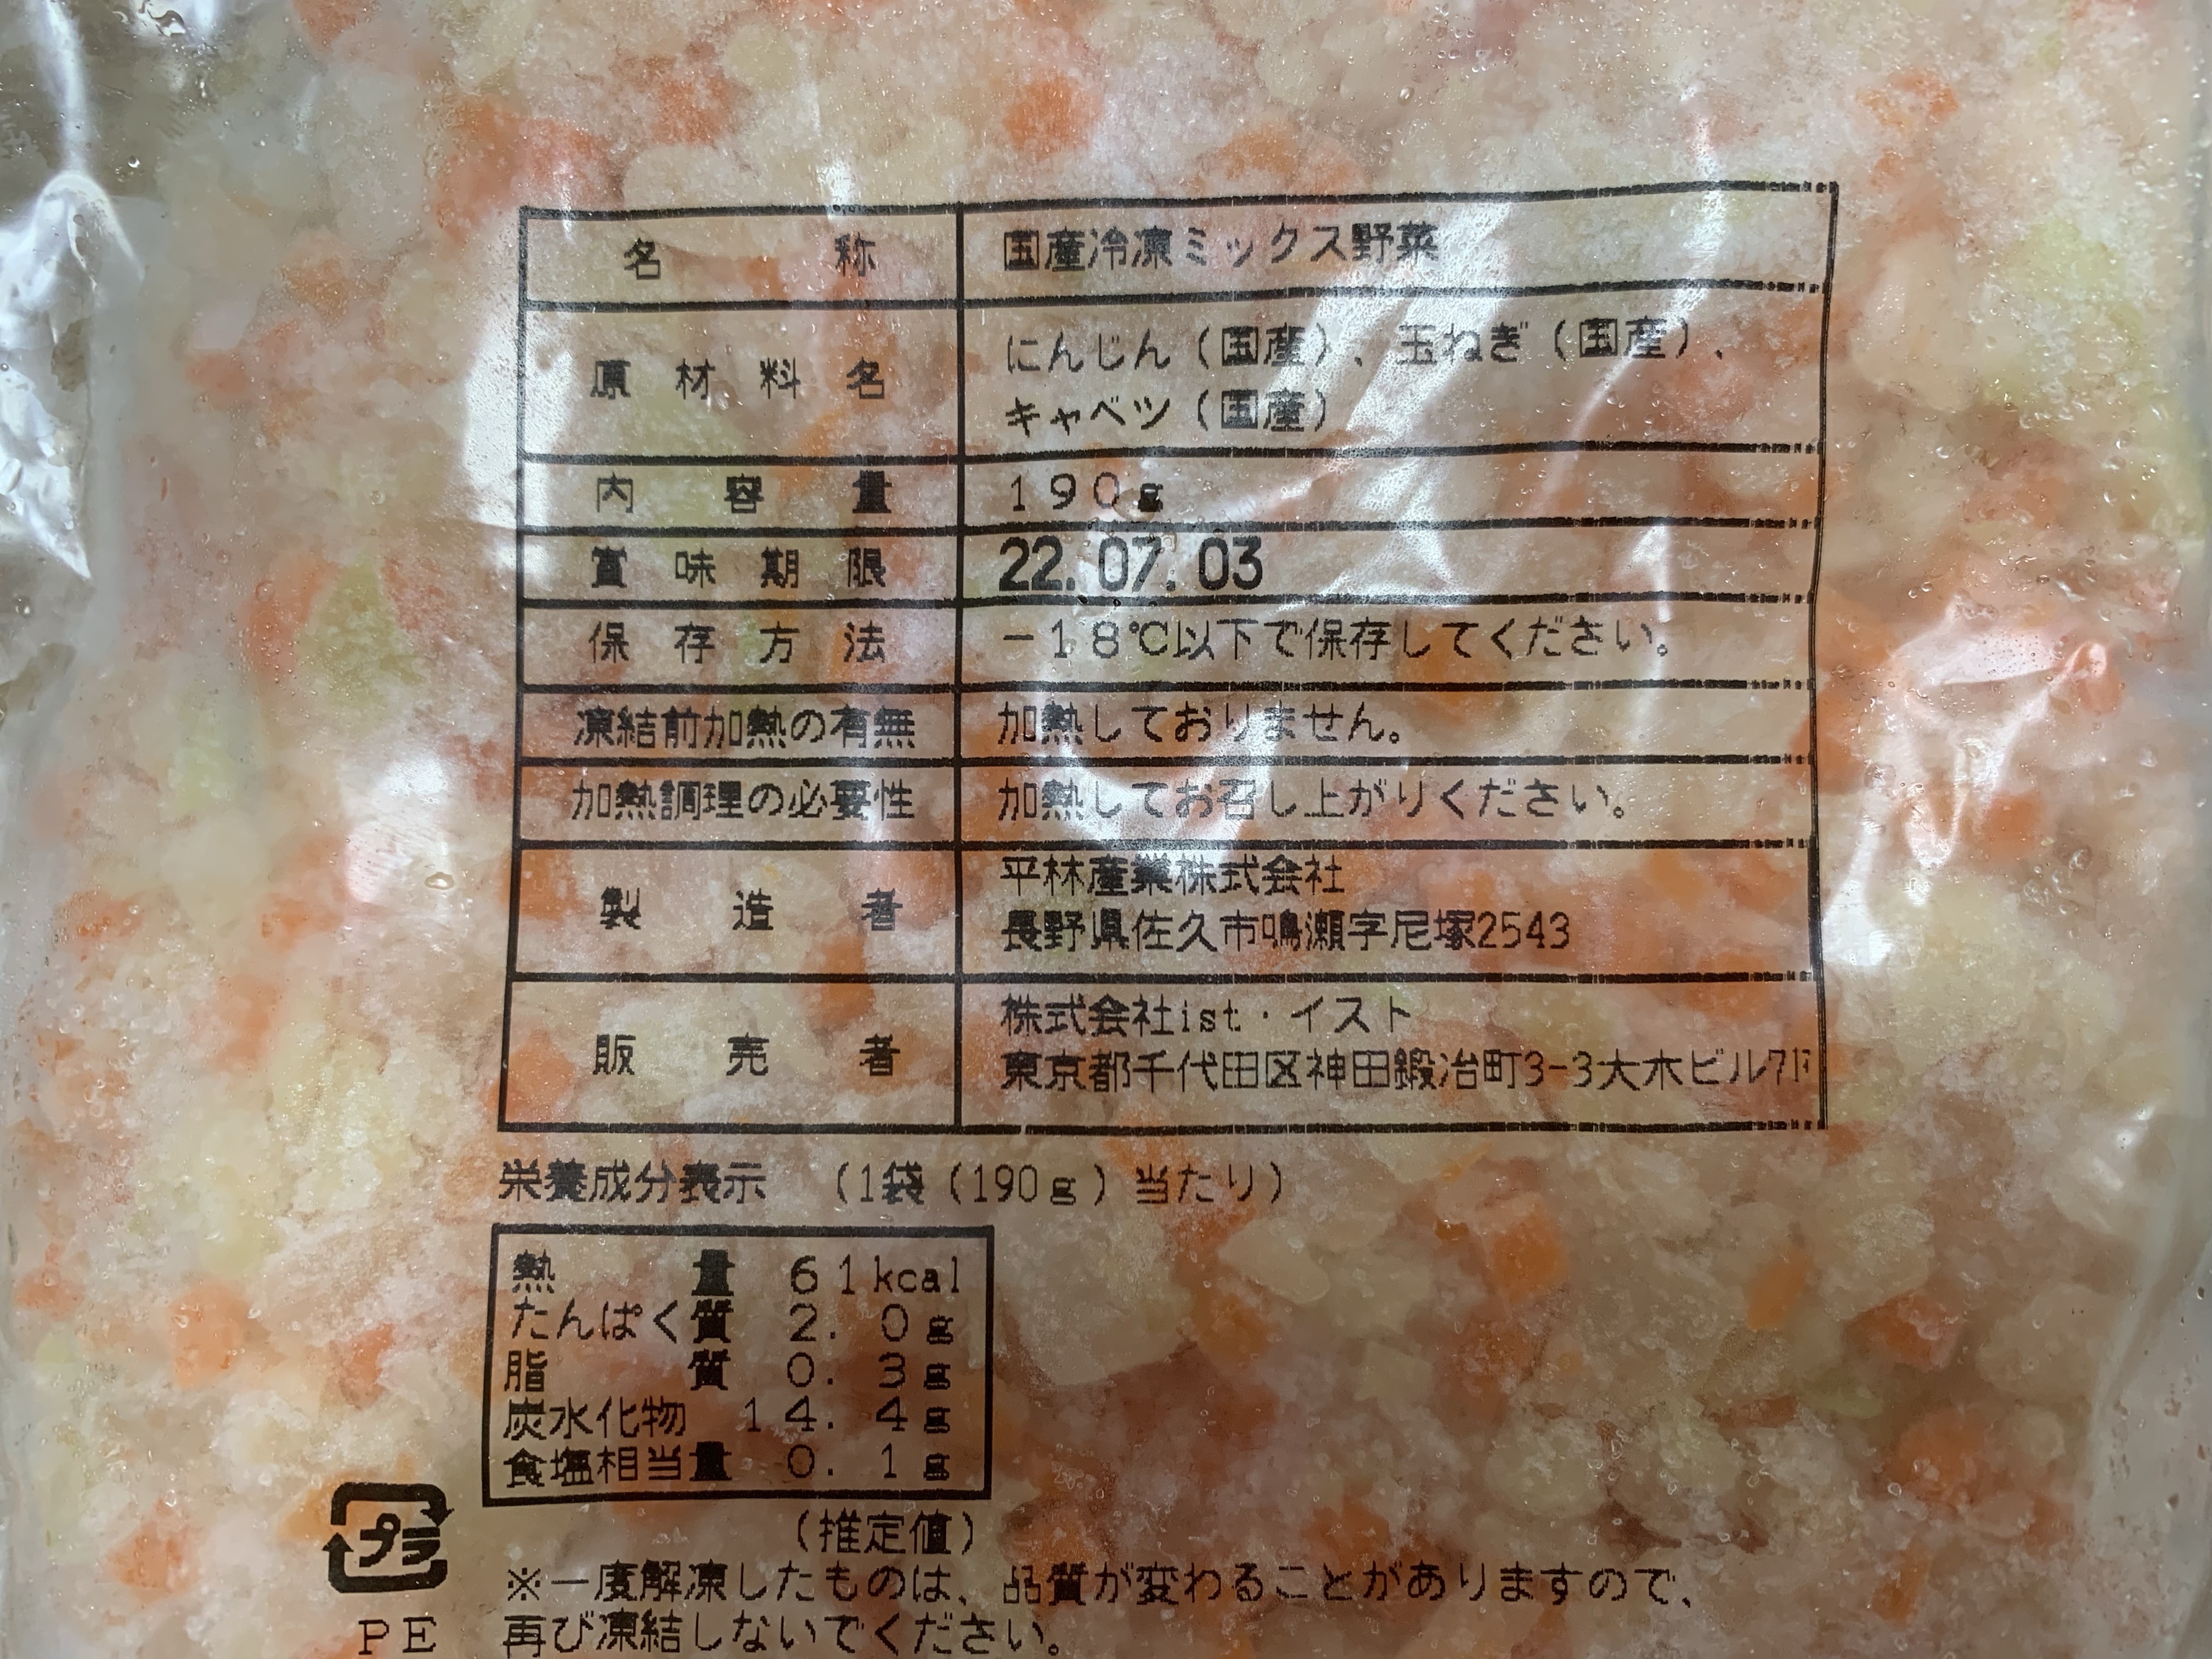 名称 国産冷凍ミックス野菜
原材料名 にんじん（国産）、玉ねぎ（国産）、
キャベツ（国産）
内容量 190g
賞味期限 22.07.03
保存方法 －18℃以下で保存してください。
凍結前加熱の有無 加熱しておりません。
加熱調理の必要性 加熱してお召し上がりください。
製造者 平林産業株式会社
長野県佐久市鳴瀬字尼塚2543
販売者 株式会社ist・イスト
東京都千代田区神田鍛冶町3-3大木ビル7F
栄養成分表示 （1袋（190g）当たり）
熱量 61kcal
たんぱく質 2.0g
脂質 0.3g
炭水化物 14.4g
食塩相当量 0.1g
（推定値）
プラ
PE
※一度解凍したものは、品質が変わることがありますので、
再び凍結しないでください。